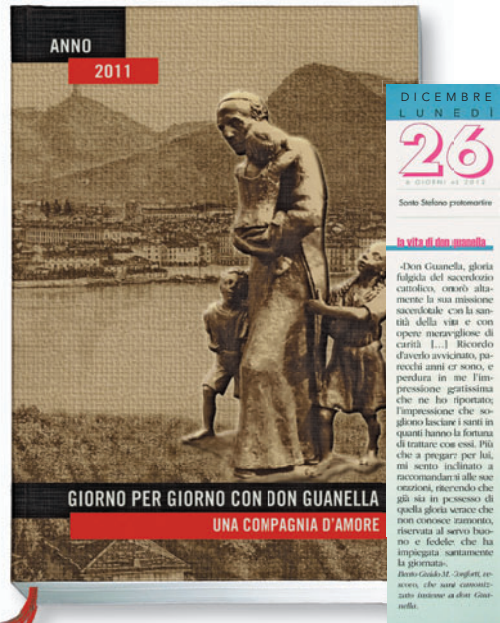 ANNO
2011
GIORNO PER GIORNO CON DON GUANELLA
UNA COMPAGNIA D'AMORE
DICEMBRE
LUNEDÌ
26
6 GIORNI AL 2012
Santo Stefano protomartire
la vita di don guanella
«Don Guanella, gloria
fulgida del sacerdozio
cattolico, onorò alta-
mente la sua missione
sacerdotale con la san-
tità della vita e con
opere meravigliose di
carità [...] Ricordo
d'averlo avvicinato, pa-
recchi anni or sono, e
perdura in me l'im-
pressione gratissima
che ne ho riportato;
l'impressione che so-
gliono lasciare i santi in
quanti hanno la fortuna
di trattare con essi. Più
che a pregare per lui,
mi sento inclinato a
raccomandarmi alle sue
orazioni, ritenendo che
già sia in possesso di
quella gloria verace che
non conosce tramonto,
riservata al servo buo-
no e fedele che ha
impiegata santamente
la giornata».
Beato Guido M. Conforti, ve-
scovo, che sarà canoniz-
zato insieme a don Gua-
nella.